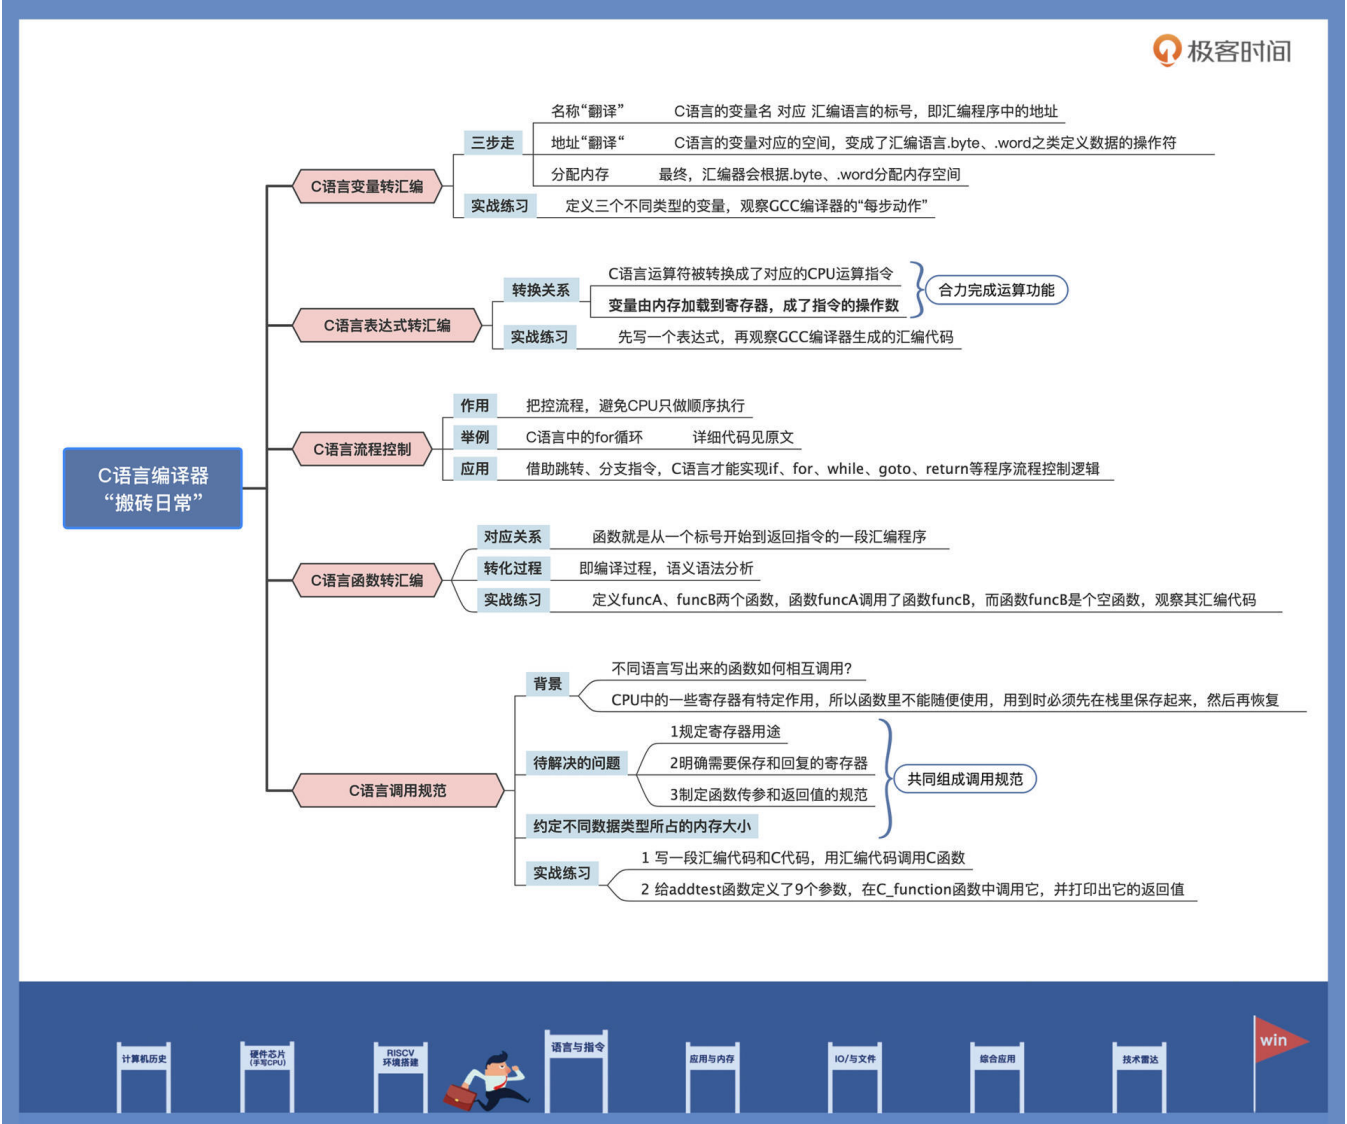 极客时间
C语言编译器
“搬砖日常”
C语言变量转汇编
三步走
名称“翻译”
C语言的变量名 对应 汇编语言的标号，即汇编程序中的地址
地址“翻译“
C语言的变量对应的空间，变成了汇编语言.byte、.word之类定义数据的操作符
分配内存
最终，汇编器会根据.byte、.word分配内存空间
实战练习
定义三个不同类型的变量，观察GCC编译器的“每步动作”
C语言表达式转汇编
转换关系
C语言运算符被转换成了对应的CPU运算指令
变量由内存加载到寄存器，成了指令的操作数
合力完成运算功能
实战练习
先写一个表达式，再观察GCC编译器生成的汇编代码
C语言流程控制
作用
把控流程，避免CPU只做顺序执行
举例
C语言中的for循环
详细代码见原文
应用
借助跳转、分支指令，C语言才能实现if、for、while、goto、return等程序流程控制逻辑
C语言函数转汇编
对应关系
函数就是从一个标号开始到返回指令的一段汇编程序
转化过程
即编译过程，语义语法分析
实战练习
定义funcA、funcB两个函数，函数funcA调用了函数funcB，而函数funcB是个空函数，观察其汇编代码
C语言调用规范
背景
不同语言写出来的函数如何相互调用？
CPU中的一些寄存器有特定作用，所以函数里不能随便使用，用到时必须先在栈里保存起来，然后再恢复
待解决的问题
1规定寄存器用途
2明确需要保存和回复的寄存器
3制定函数传参和返回值的规范
共同组成调用规范
约定不同数据类型所占的内存大小
实战练习
1 写一段汇编代码和C代码，用汇编代码调用C函数
2 给addtest函数定义了9个参数，在C_function函数中调用它，并打印出它的返回值
计算机历史
硬件芯片
(手写CPU)
RISCV
环境搭建
语言与指令
应用与内存
IO/与文件
综合应用
技术雷达
win